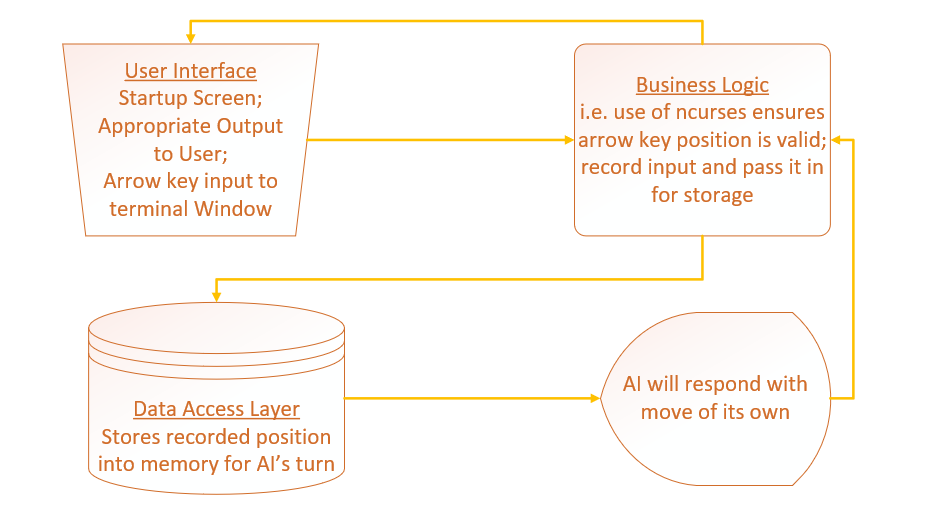 User Interface
Startup Screen;
Appropriate Output
to User;
Arrow key input to
terminal Window
Business Logic
i.e. use of ncurses ensures
arrow key position is valid;
record input and pass it in
for storage
Data Access Layer
Stores recorded position
into memory for AI’s turn
AI will respond with
move of its own